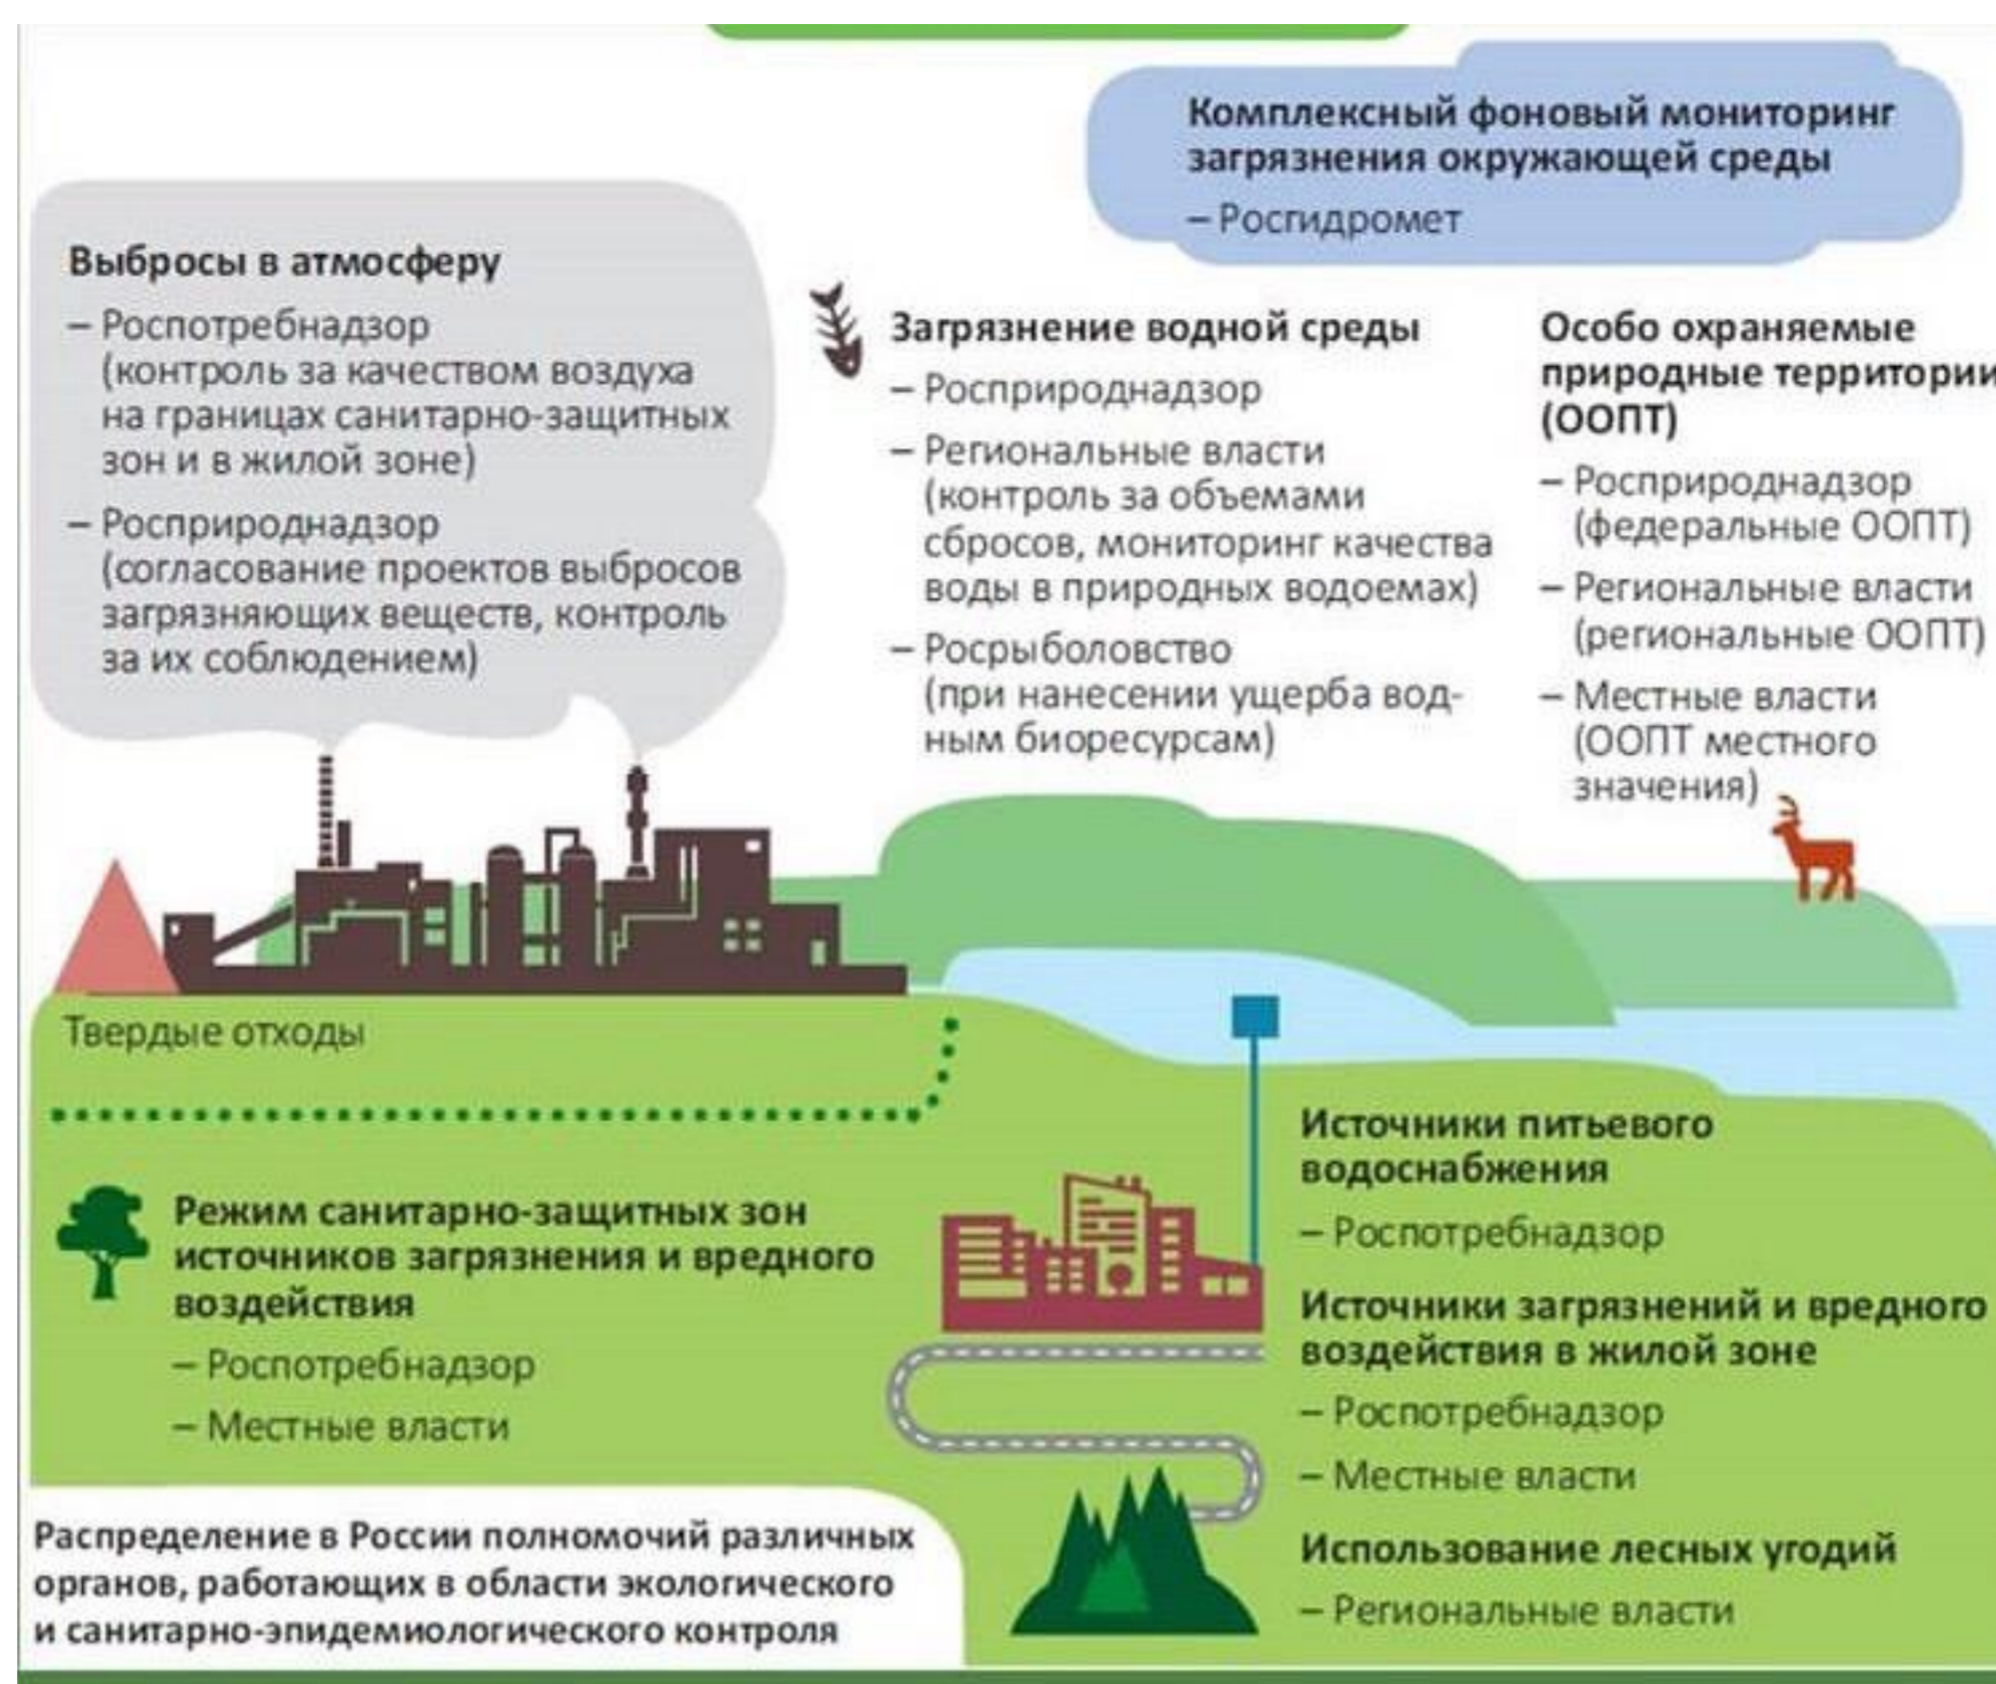 Комплексный фоновый мониторинг
загрязнения окружающей среды
– Росгидромет
Выбросы в атмосферу
– Роспотребнадзор
(контроль за качеством воздуха
на границах санитарно-защитных
зон и в жилой зоне)
– Росприроднадзор
(согласование проектов выбросов
загрязняющих веществ, контроль
за их соблюдением)
Загрязнение водной среды
– Росприроднадзор
– Региональные власти
(контроль за объемами
сбросов, мониторинг качества
воды в природных водоемах)
– Росрыболовство
(при нанесении ущерба вод-
ным биоресурсам)
Особо охраняемые
природные территории
(ООПТ)
– Росприроднадзор
(федеральные ООПТ)
– Региональные власти
(региональные ООПТ)
– Местные власти
(ООПТ местного
значения)
Твердые отходы
Режим санитарно-защитных зон
источников загрязнения и вредного
воздействия
– Роспотребнадзор
– Местные власти
Источники питьевого
водоснабжения
– Роспотребнадзор
Источники загрязнений и вредного
воздействия в жилой зоне
– Роспотребнадзор
– Местные власти
Использование лесных угодий
– Региональные власти
Распределение в России полномочий различных
органов, работающих в области экологического
и санитарно-эпидемиологического контроля